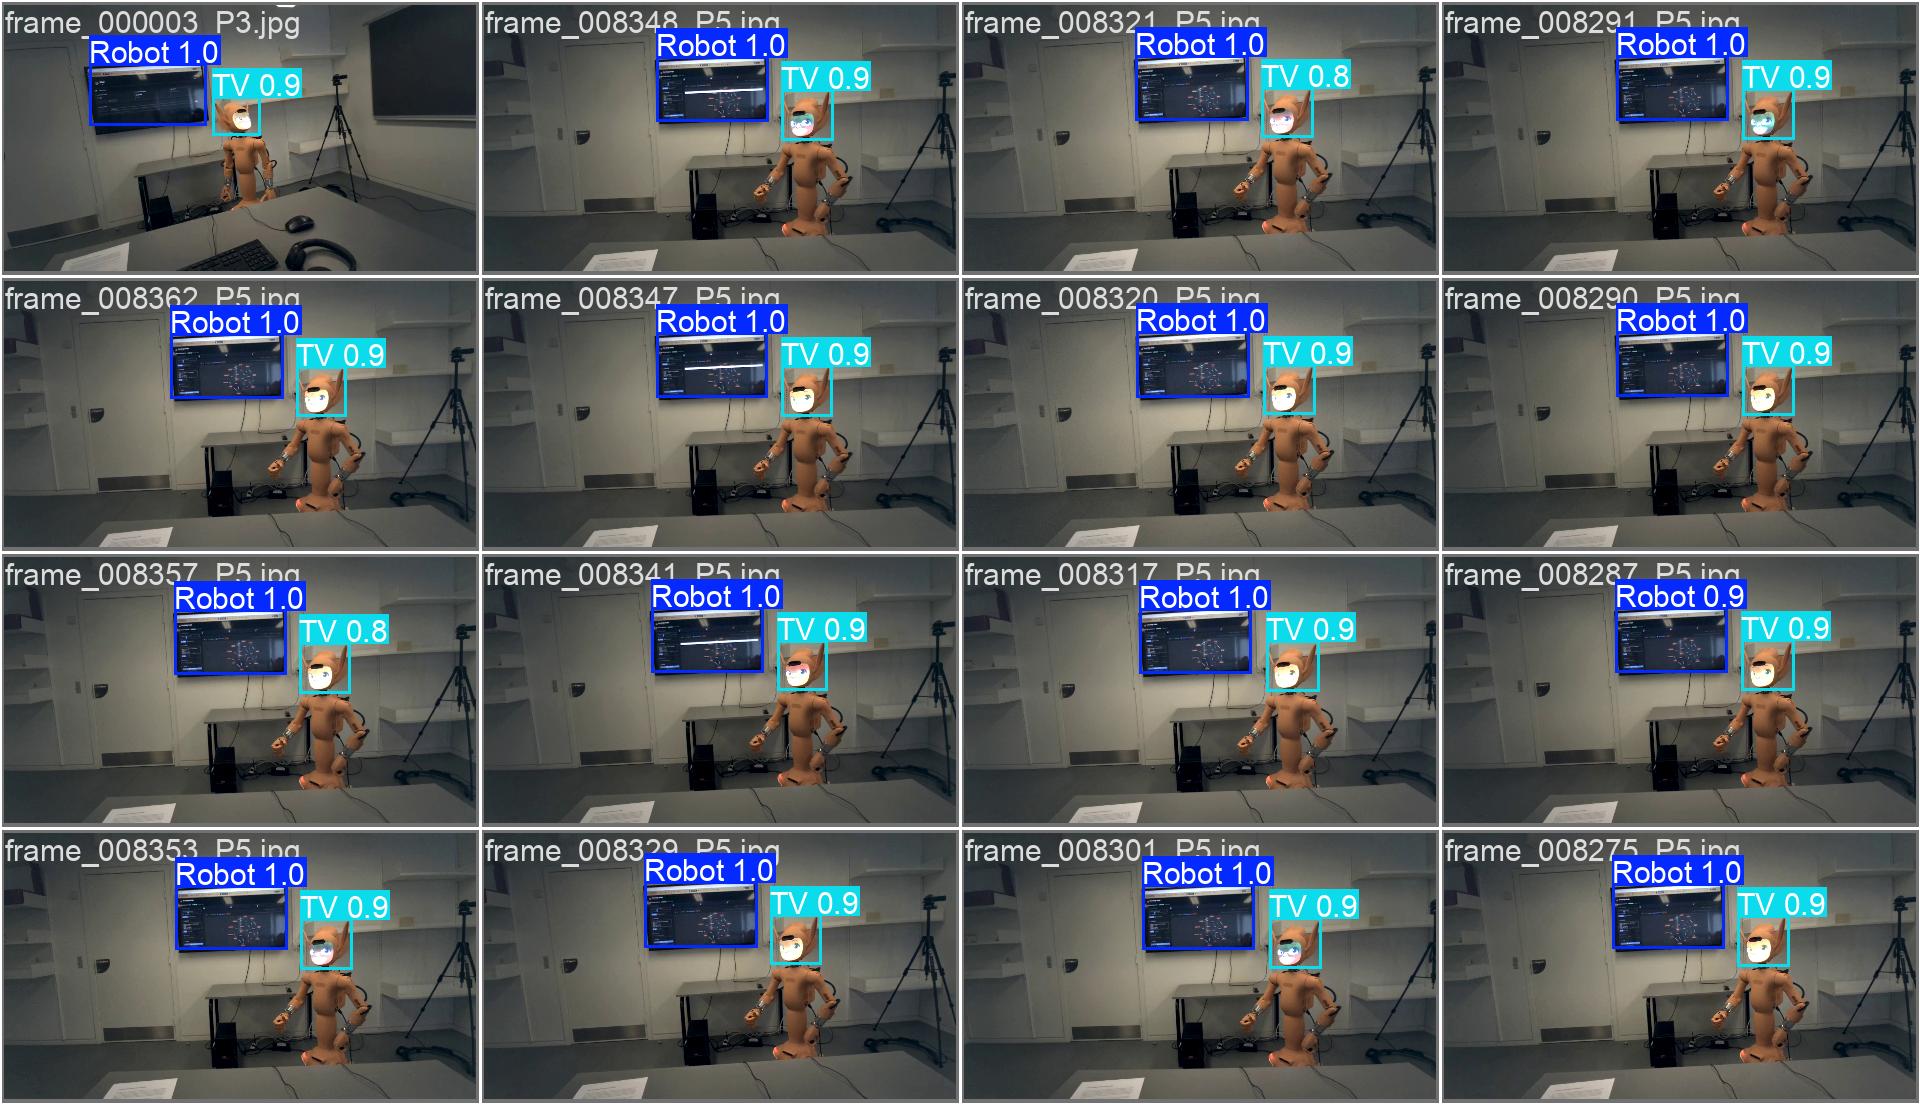 frame_000003_P3.jpg
Robot 1.0
TV 0.9
frame_008348_P5.jpg
Robot 1.0
TV 0.9
frame_008321_P5.jpg
Robot 1.0
TV 0.8
frame_008291_P5.jpg
Robot 1.0
TV 0.9
frame_008362_P5.jpg
Robot 1.0
TV 0.9
frame_008347_P5.jpg
Robot 1.0
TV 0.9
frame_008320_P5.jpg
Robot 1.0
TV 0.9
frame_008290_P5.jpg
Robot 1.0
TV 0.9
frame_008357_P5.jpg
Robot 1.0
TV 0.8
frame_008341_P5.jpg
Robot 1.0
TV 0.9
frame_008317_P5.jpg
Robot 1.0
TV 0.9
frame_008287_P5.jpg
Robot 0.9
TV 0.9
frame_008353_P5.jpg
Robot 1.0
TV 0.9
frame_008329_P5.jpg
Robot 1.0
TV 0.9
frame_008301_P5.jpg
Robot 1.0
TV 0.9
frame_008275_P5.jpg
Robot 1.0
TV 0.9